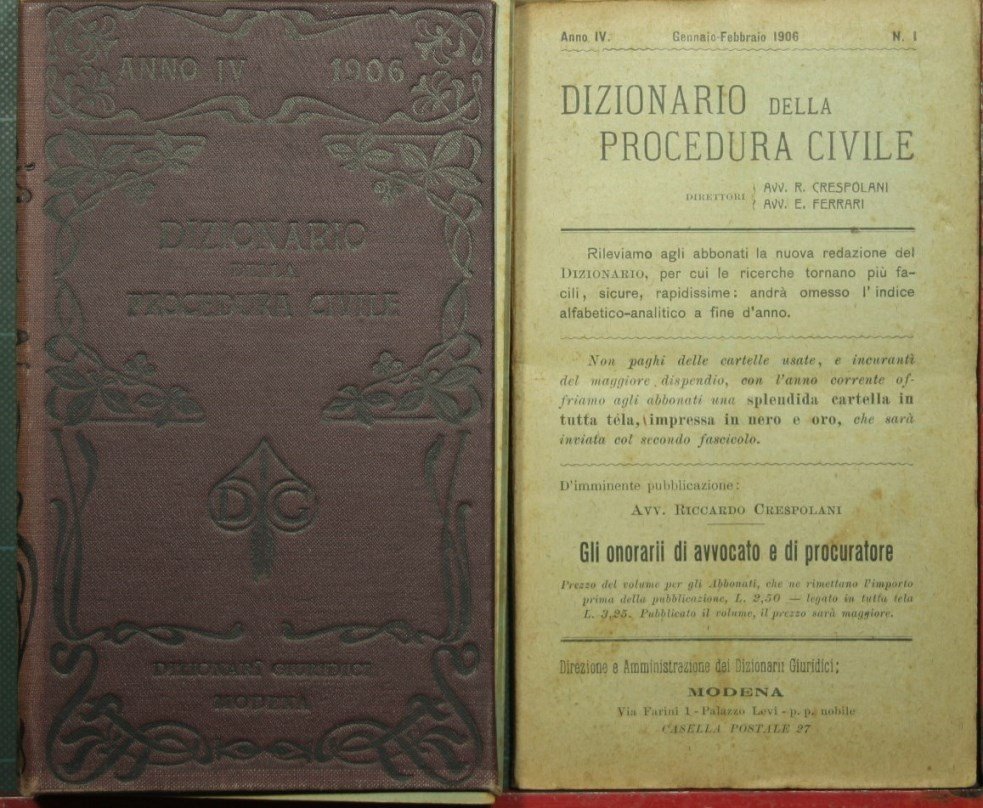 ANNO IV 1906
DIZIONARIO
DELLA
PROCEDURA CIVILE
D G
DIZIONARÎ GIURIDICI
MODENA
Anno IV. Gennaio-Febbraio 1906 N. 1
DIZIONARIO DELLA
PROCEDURA CIVILE
DIRETTORI { AVV. R. CRESPOLANI
AVV. E. FERRARI
Rileviamo agli abbonati la nuova redazione del
DIZIONARIO, per cui le ricerche tornano più fa-
cili, sicure, rapidissime: andrà omesso l'indice
alfabetico-analitico a fine d'anno.
Non paghi delle cartelle usate, e incuranti
del maggiore dispendio, con l'anno corrente of-
friamo agli abbonati una splendida cartella in
tutta tela, impressa in nero e oro, che sarà
inviata col secondo fascicolo.
D'imminente pubblicazione:
AVV. RICCARDO CRESPOLANI
Gli onorarii di avvocato e di procuratore
Prezzo del volume per gli Abbonati, che ne rimettano l'importo
prima della pubblicazione, L. 2,50 — legato in tutta tela
L. 3,25. Pubblicato il volume, il prezzo sarà maggiore.
Direzione e Amministrazione dei Dizionarii Giuridici:
MODENA
Via Farini 1 - Palazzo Levi - p. p. nobile
CASELLA POSTALE 27